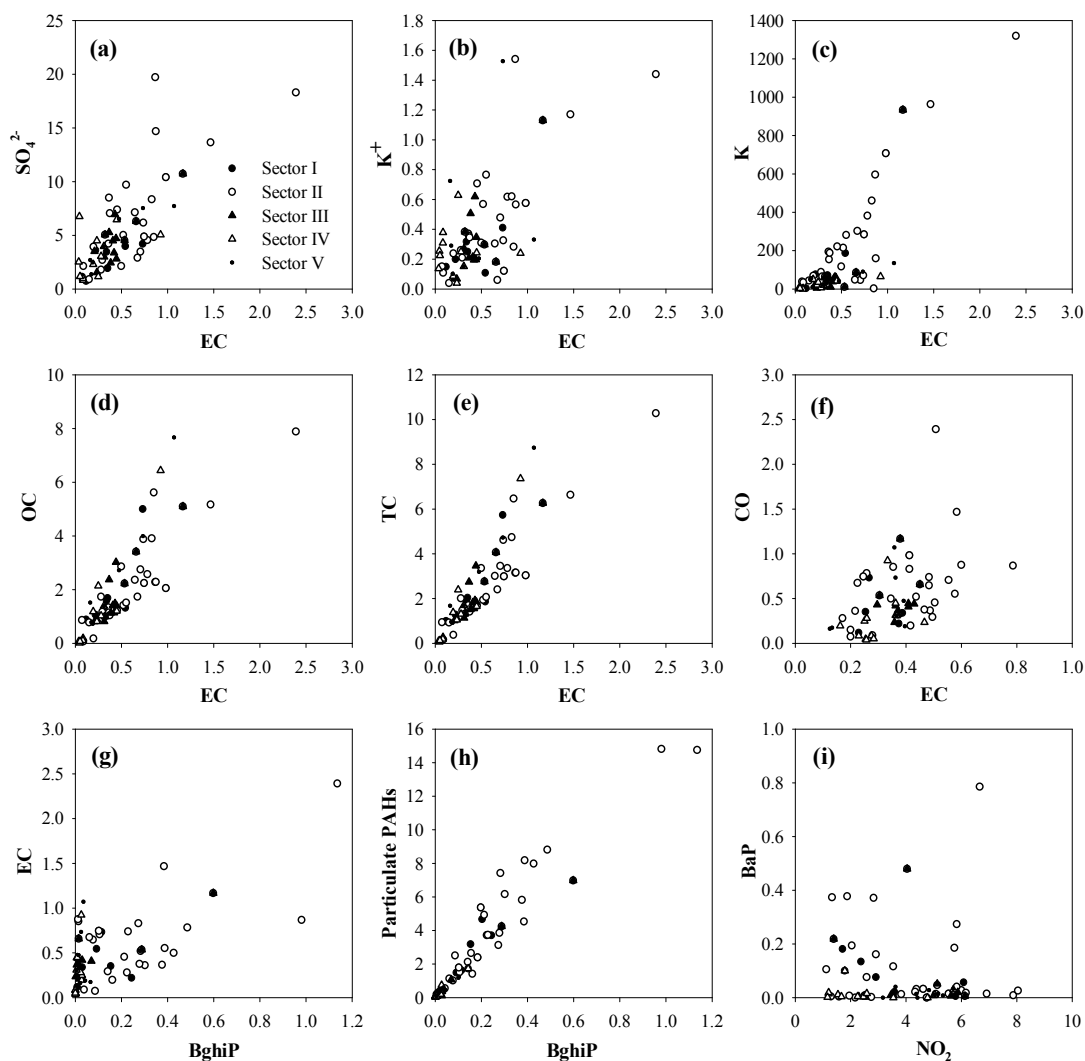 (a)
SO₄²⁻
25
20
15
10
5
0
0.0 0.5 1.0 1.5 2.0 2.5 3.0
EC
Sector I
Sector II
Sector III
Sector IV
Sector V
(b)
K⁺
1.8
1.6
1.4
1.2
1.0
0.8
0.6
0.4
0.2
0.0
0.0 0.5 1.0 1.5 2.0 2.5 3.0
EC
(c)
K
1400
1200
1000
800
600
400
200
0
0.0 0.5 1.0 1.5 2.0 2.5 3.0
EC
(d)
OC
10
8
6
4
2
0
0.0 0.5 1.0 1.5 2.0 2.5 3.0
EC
(e)
TC
12
10
8
6
4
2
0
0.0 0.5 1.0 1.5 2.0 2.5 3.0
EC
(f)
CO
3.0
2.5
2.0
1.5
1.0
0.5
0.0
0.0 0.2 0.4 0.6 0.8 1.0
EC
(g)
EC
3.0
2.5
2.0
1.5
1.0
0.5
0.0
0.0 0.2 0.4 0.6 0.8 1.0 1.2
BghiP
(h)
Particulate PAHs
16
14
12
10
8
6
4
2
0
0.0 0.2 0.4 0.6 0.8 1.0 1.2
BghiP
(i)
BaP
1.0
0.8
0.6
0.4
0.2
0.0
0 2 4 6 8 10
NO₂